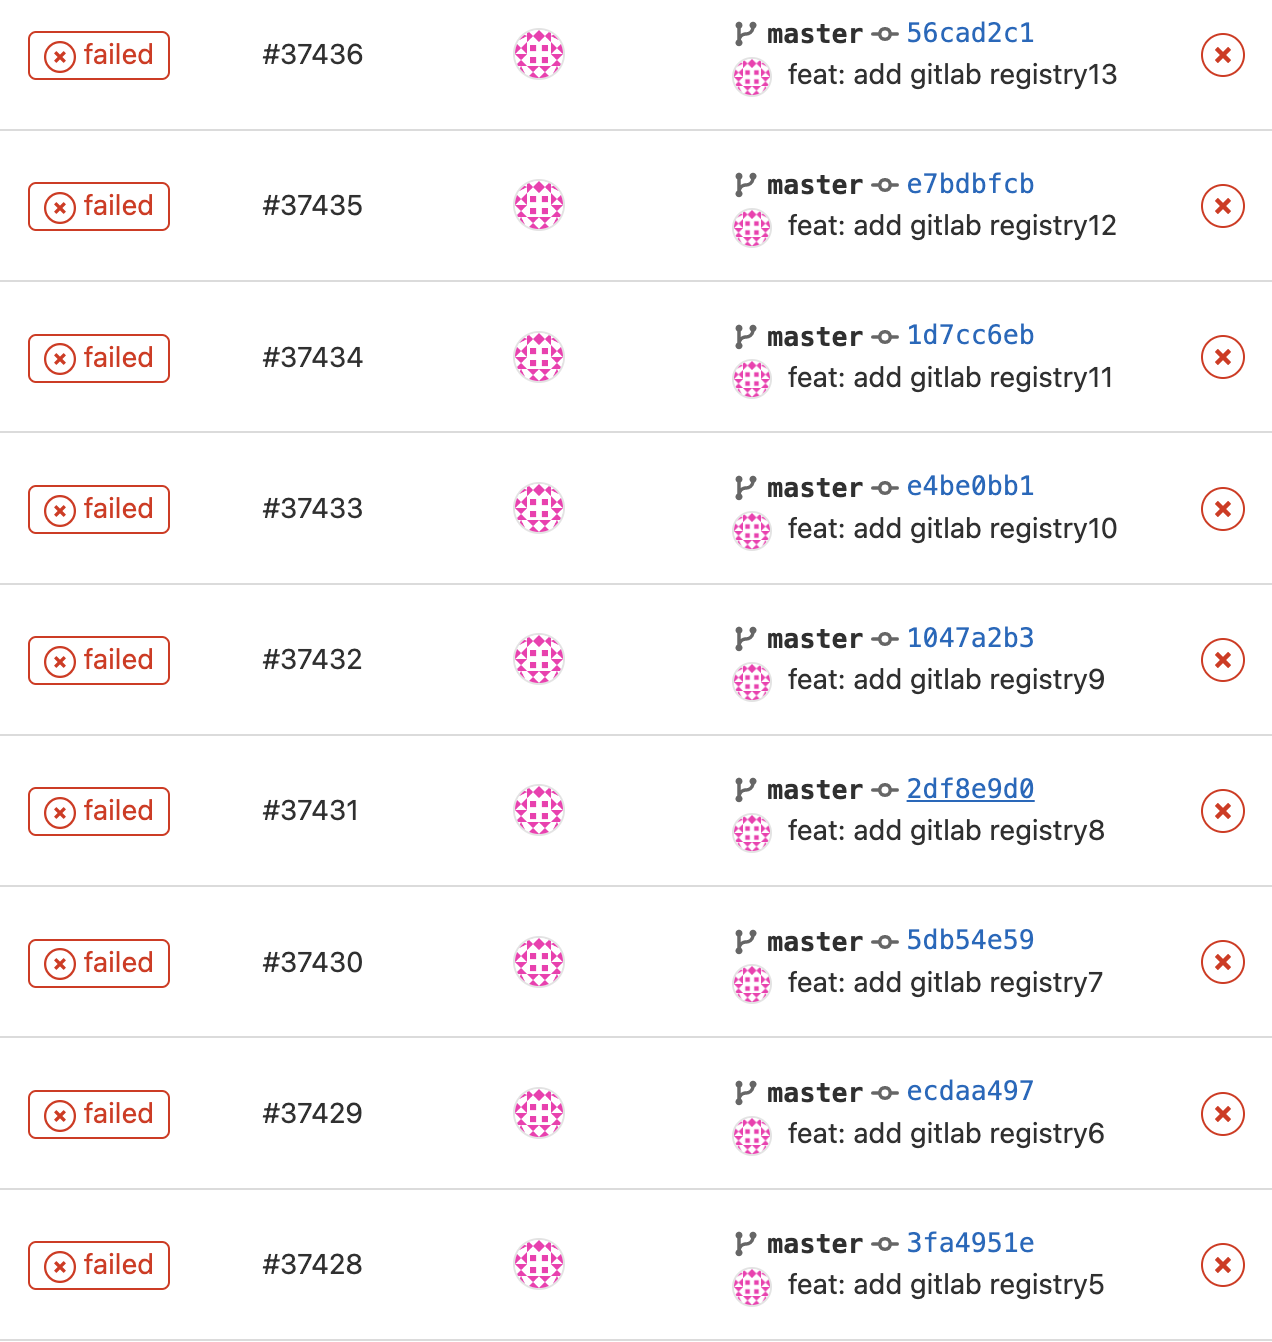 failed #37436 master 56cad2c1
feat: add gitlab registry13
failed #37435 master e7bdbfcb
feat: add gitlab registry12
failed #37434 master 1d7cc6eb
feat: add gitlab registry11
failed #37433 master e4be0bb1
feat: add gitlab registry10
failed #37432 master 1047a2b3
feat: add gitlab registry9
failed #37431 master 2df8e9d0
feat: add gitlab registry8
failed #37430 master 5db54e59
feat: add gitlab registry7
failed #37429 master ecdaa497
feat: add gitlab registry6
failed #37428 master 3fa4951e
feat: add gitlab registry5